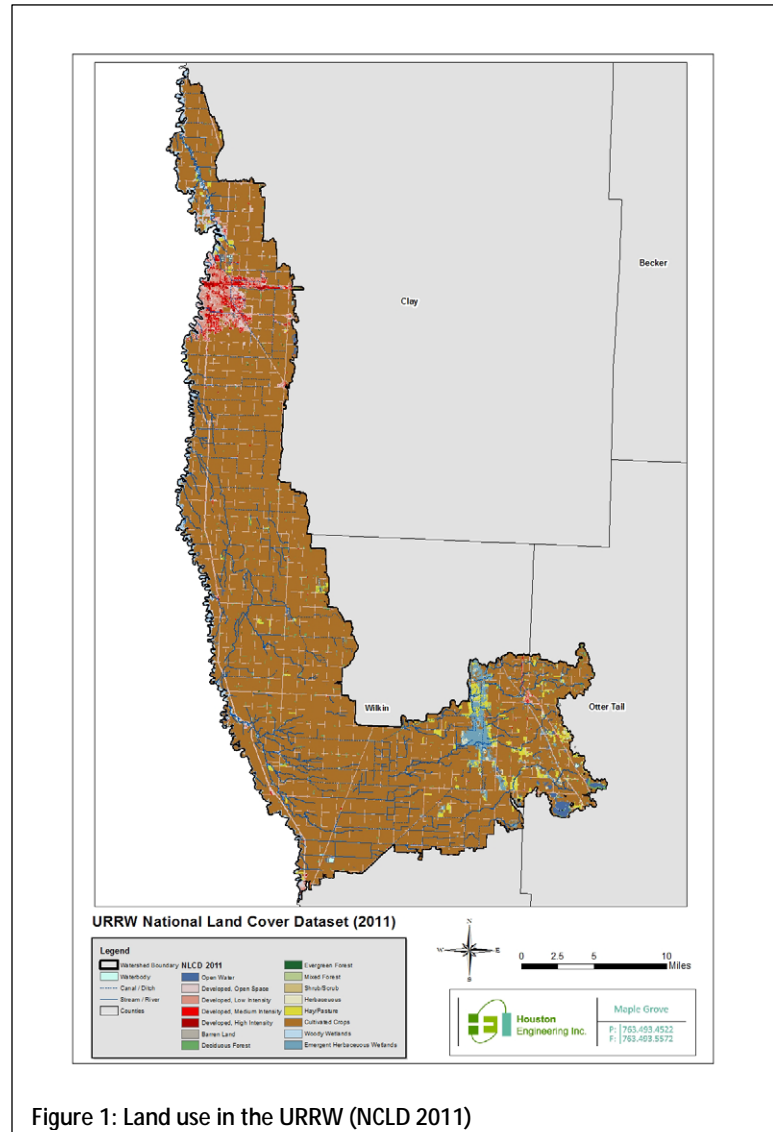 Becker
Clay
Wilkin
Otter Tail
URRW National Land Cover Dataset (2011)
N
W
E
S
0 2.5 5 10
Miles
Legend
Watershed Boundary
Waterbody
Canal / Ditch
Stream / River
Counties
NLCD 2011
Open Water
Developed, Open Space
Developed, Low Intensity
Developed, Medium Intensity
Developed, High Intensity
Barren Land
Deciduous Forest
Evergreen Forest
Mixed Forest
Shrub/Scrub
Herbaceous
Hay/Pasture
Cultivated Crops
Woody Wetlands
Emergent Herbaceous Wetlands
Houston
Engineering Inc.
Maple Grove
P: 763.493.4522
F: 763.493.5572
Figure 1: Land use in the URRW (NCLD 2011)